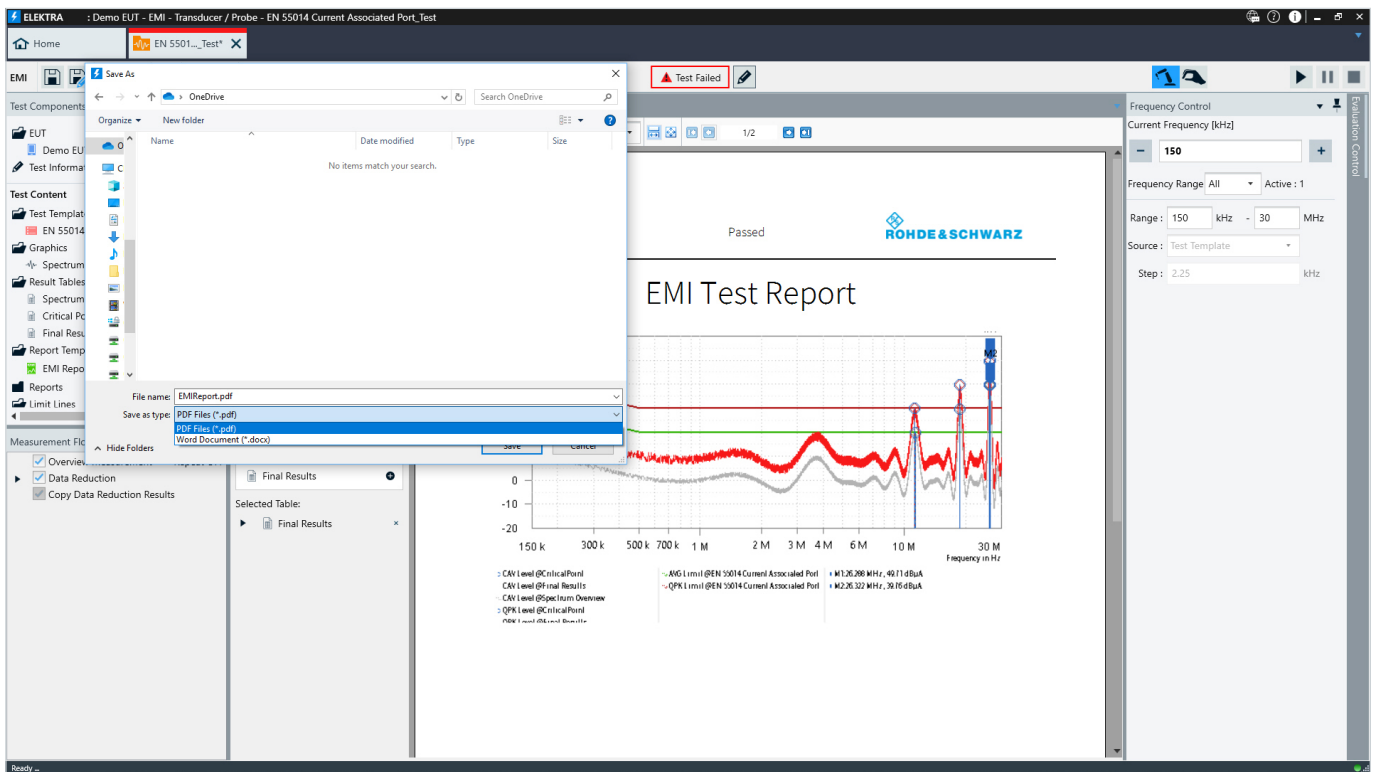 ELEKTRA : Demo EUT - EMI - Transducer / Probe - EN 55014 Current Associated Port_Test
Home
EN 5501..._Test*
EMI
Test Failed
Save As
OneDrive
Search OneDrive
Organize
New folder
Name
Date modified
Type
Size
No items match your search.
File name: EMIReport.pdf
Save as type: PDF Files (*.pdf)
PDF Files (*.pdf)
Word Document (*.docx)
Hide Folders
Save
Cancel
Test Components
EUT
Demo EU
Test Informa
Test Content
Test Templat
EN 55014
Graphics
Spectrum
Result Tables
Spectrum
Critical Po
Final Resu
Report Temp
EMI Repo
Reports
Limit Lines
Measurement Flo
Overview Measurement
Data Reduction
Copy Data Reduction Results
Final Results
Selected Table:
Final Results
1/2
Passed
ROHDE&SCHWARZ
EMI Test Report
M2
0
-10
-20
150 k 300 k 500 k 700 k 1 M 2 M 3 M 4 M 6 M 10 M 30 M
Frequency in Hz
CAV Level @CriticalPoint
CAV Level @Final Results
CAV Level @Spectrum Overview
QPK Level @CriticalPoint
QPK Level @Final Results
AVG Limit @EN 55014 Current Associated Port
QPK Limit @EN 55014 Current Associated Port
Frequency Control
Current Frequency [kHz]
150
Frequency Range All Active : 1
Range : 150 kHz - 30 MHz
Source : Test Template
Step : 2.25 kHz
Evaluation Control
Ready ...